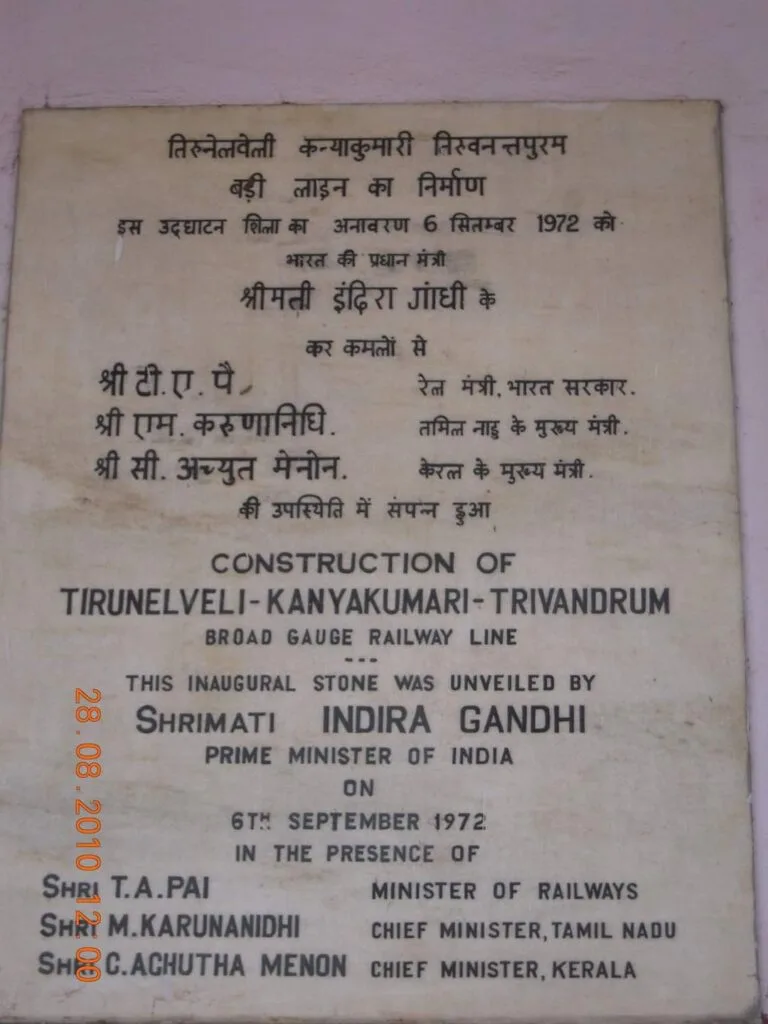 तिरुनेलवेली कन्याकुमारी तिरुवनन्तपुरम
बड़ी लाइन का निर्माण
इस उद्घाटन शिला का अनावरण 6 सितम्बर 1972 को
भारत की प्रधान मंत्री
श्रीमती इंदिरा गांधी के
कर कमलों से
श्री टी. ए. पै, रेल मंत्री, भारत सरकार.
श्री एम. करुणानिधि. तमिल नाडु के मुख्य मंत्री.
श्री सी. अच्युत मेनोन. केरल के मुख्य मंत्री.
की उपस्थिति में संपन्न हुआ
CONSTRUCTION OF
TIRUNELVELI-KANYAKUMARI-TRIVANDRUM
BROAD GAUGE RAILWAY LINE
---
THIS INAUGURAL STONE WAS UNVEILED BY
SHRIMATI INDIRA GANDHI
PRIME MINISTER OF INDIA
ON
6TH SEPTEMBER 1972
IN THE PRESENCE OF
SHRI T.A.PAI MINISTER OF RAILWAYS
SHRI M.KARUNANIDHI CHIEF MINISTER, TAMIL NADU
SHRI C.ACHUTHA MENON CHIEF MINISTER, KERALA
28.08.2010 12:00